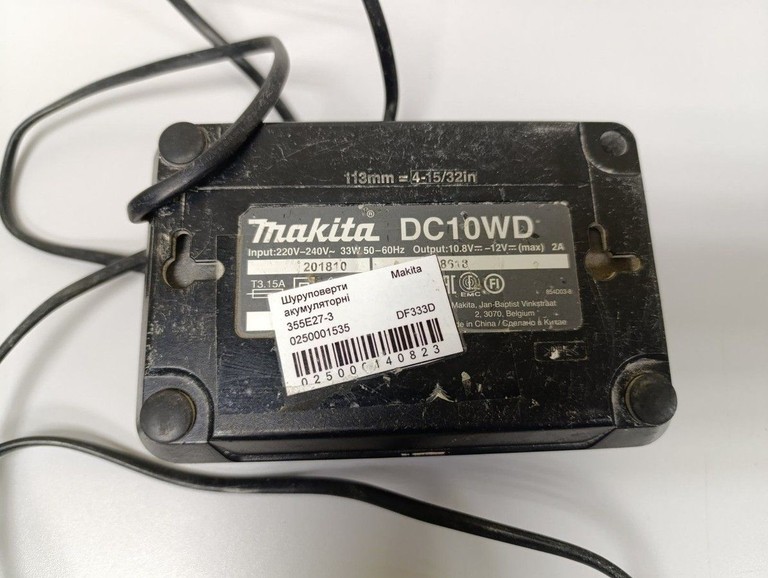 113mm = 4-15/32in
makita® DC10WD
Input:220V-240V~ 33W 50-60Hz Output:10.8V⎓-12V⎓(max) 2A
201810
T3.15A
EMC
Makita, Jan-Baptist Vinkstraat
2, 3070, Belgium
in China / Сделано в Китае
Makita
Шуруповерти
акумуляторні
355E27-3
DF333D
0250001535